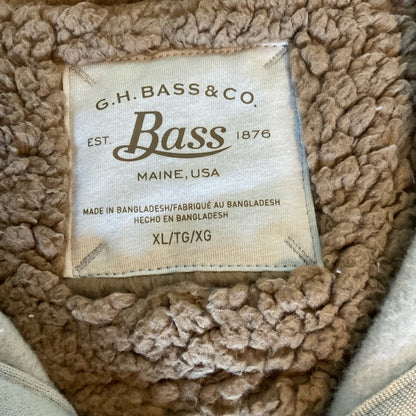 G.H.BASS&CO.
EST. Bass 1876
MAINE, USA
MADE IN BANGLADESH/FABRIQUÉ AU BANGLADESH
HECHO EN BANGLADESH
XL/TG/XG